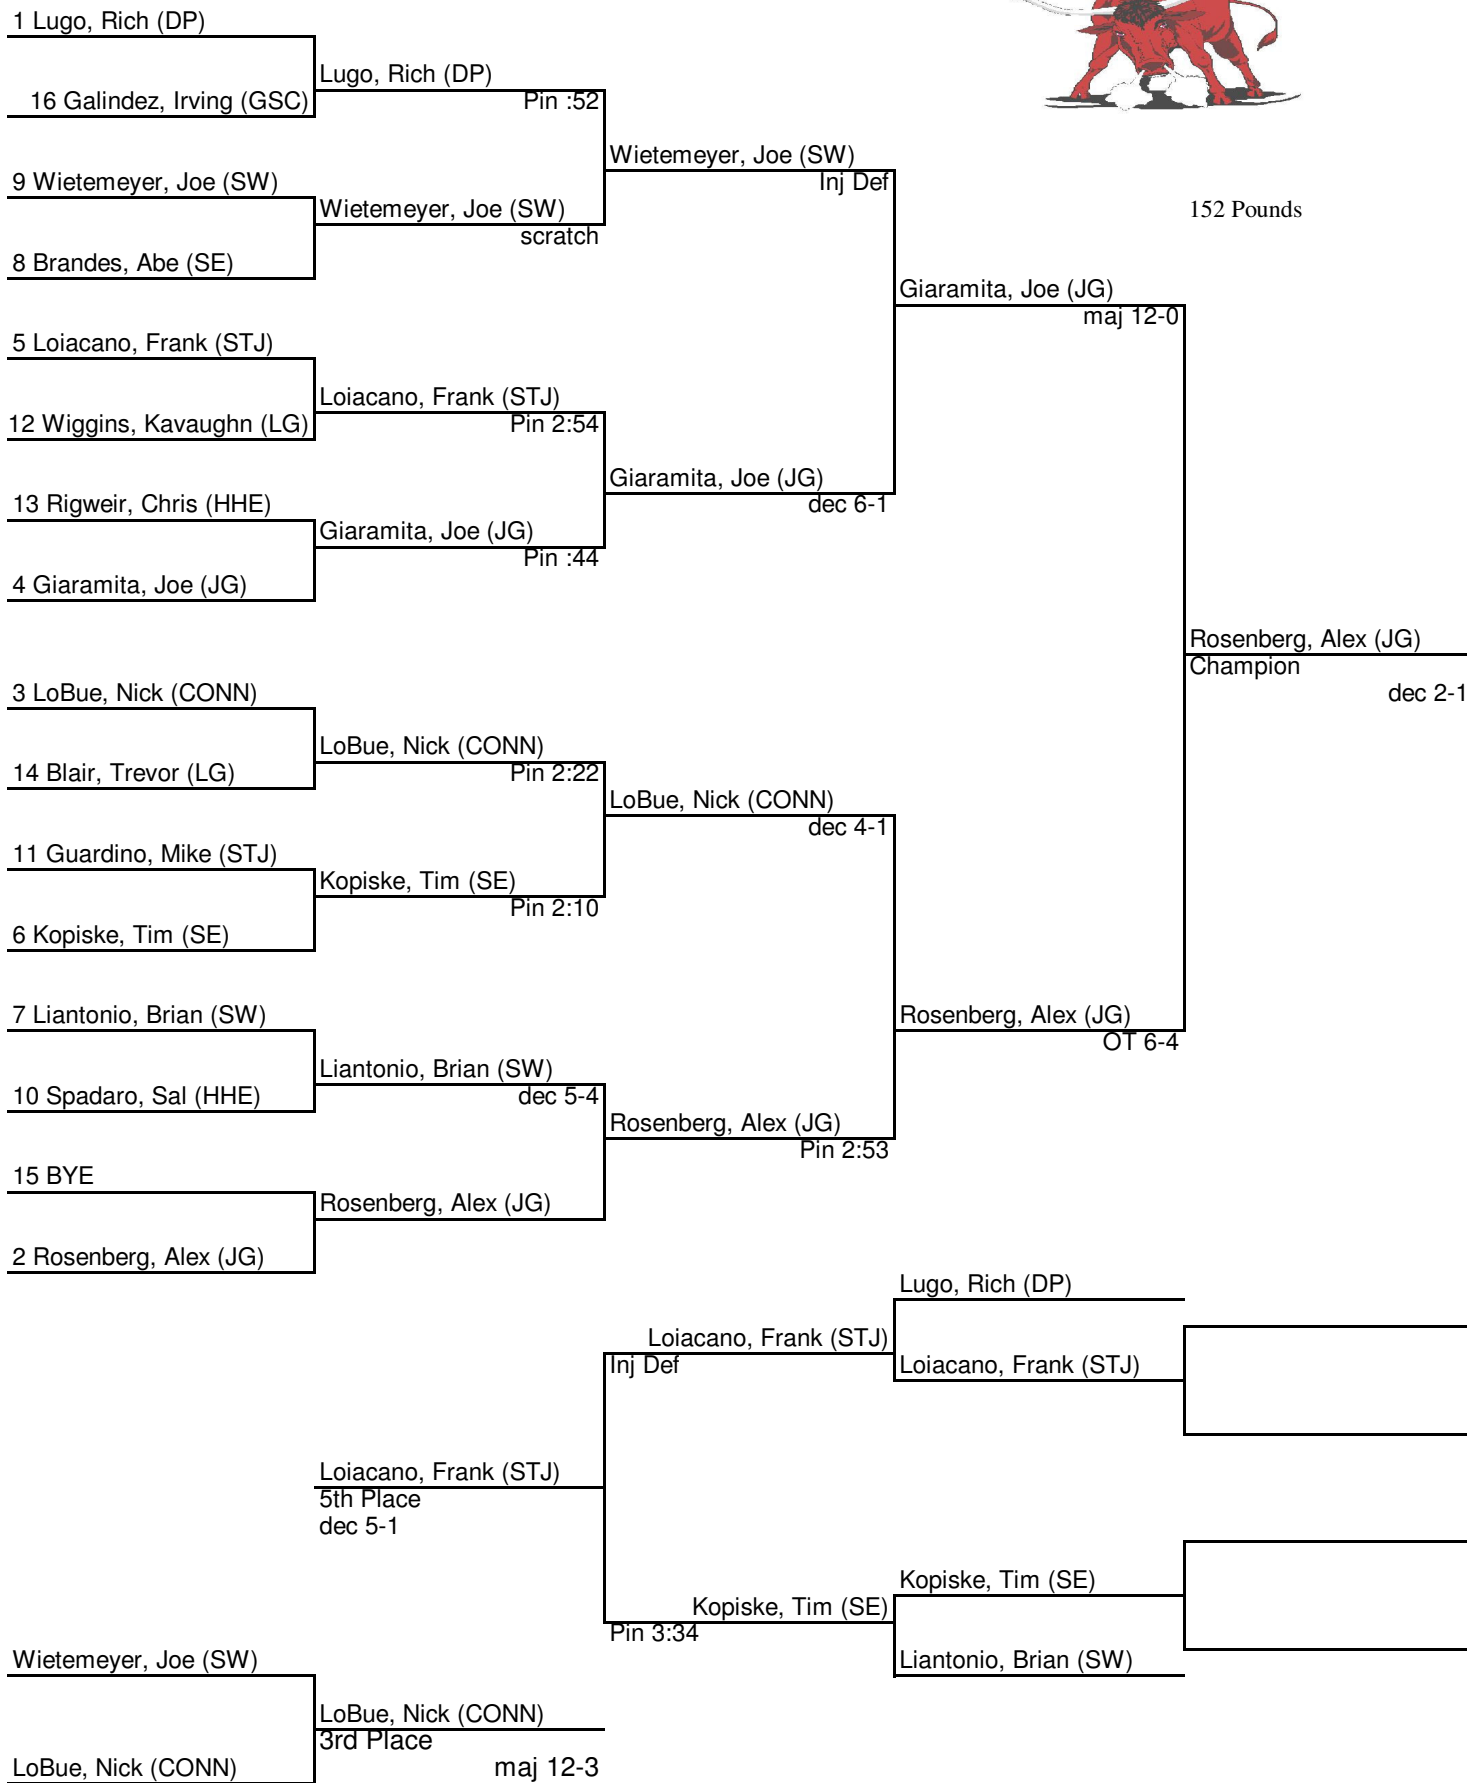 1 Lugo, Rich (DP)
Lugo, Rich (DP)
16 Galindez, Irving (GSC)
Pin :52
Wietemeyer, Joe (SW)
Inj Def
9 Wietemeyer, Joe (SW)
Wietemeyer, Joe (SW)
scratch
152 Pounds
8 Brandes, Abe (SE)
Giaramita, Joe (JG)
maj 12-0
5 Loiacano, Frank (STJ)
Loiacano, Frank (STJ)
12 Wiggins, Kavaughn (LG)
Pin 2:54
Giaramita, Joe (JG)
dec 6-1
13 Rigweir, Chris (HHE)
Giaramita, Joe (JG)
Pin :44
4 Giaramita, Joe (JG)
Rosenberg, Alex (JG)
Champion
dec 2-1
3 LoBue, Nick (CONN)
LoBue, Nick (CONN)
14 Blair, Trevor (LG)
Pin 2:22
LoBue, Nick (CONN)
dec 4-1
11 Guardino, Mike (STJ)
Kopiske, Tim (SE)
Pin 2:10
6 Kopiske, Tim (SE)
7 Liantonio, Brian (SW)
Rosenberg, Alex (JG)
OT 6-4
Liantonio, Brian (SW)
10 Spadaro, Sal (HHE)
dec 5-4
Rosenberg, Alex (JG)
Pin 2:53
15 BYE
Rosenberg, Alex (JG)
2 Rosenberg, Alex (JG)
Lugo, Rich (DP)
Loiacano, Frank (STJ)
Inj Def
Loiacano, Frank (STJ)
Loiacano, Frank (STJ)
5th Place
dec 5-1
Kopiske, Tim (SE)
Kopiske, Tim (SE)
Pin 3:34
Liantonio, Brian (SW)
Wietemeyer, Joe (SW)
LoBue, Nick (CONN)
3rd Place
LoBue, Nick (CONN)
maj 12-3